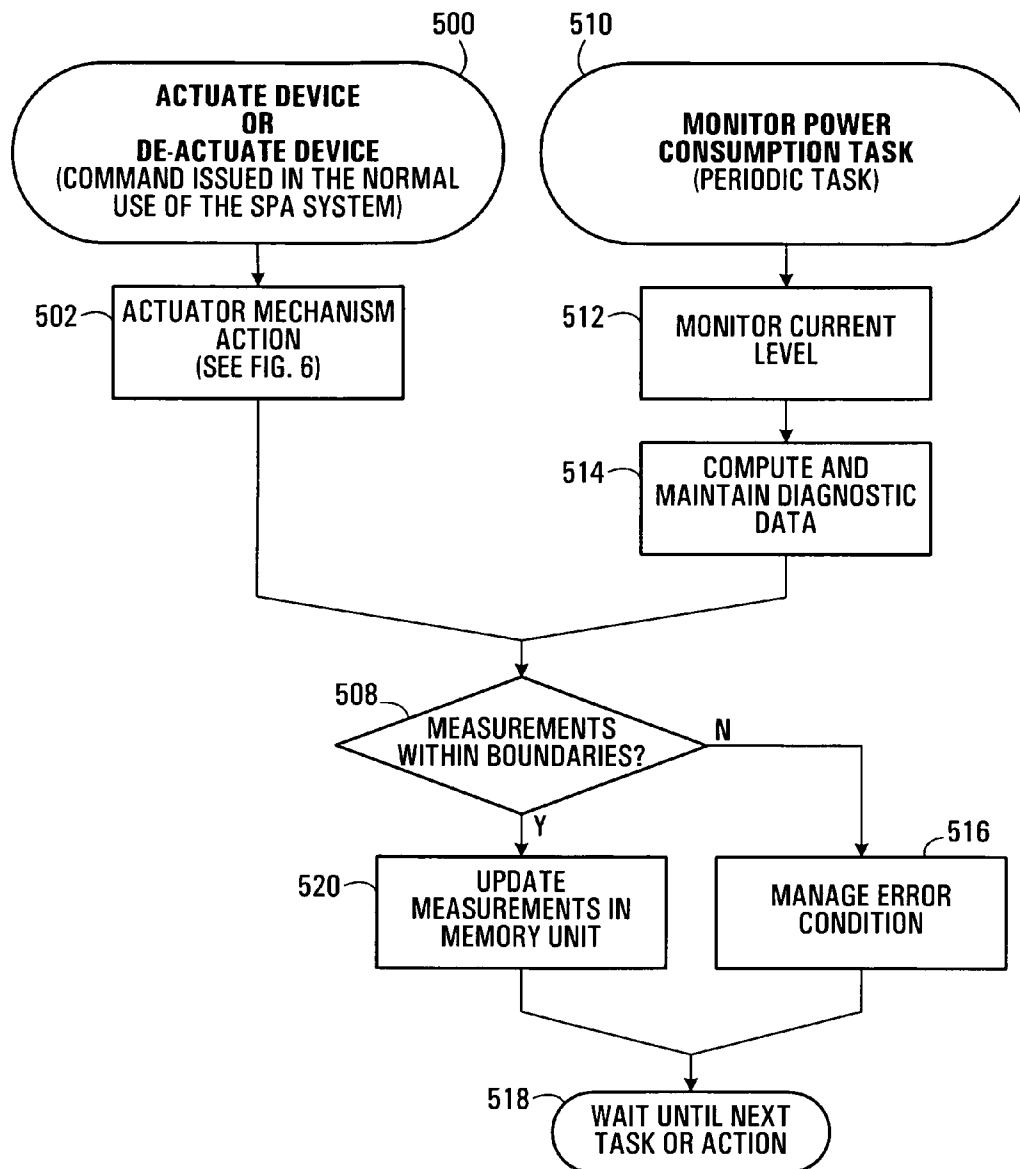 500
ACTUATE DEVICE
OR
DE-ACTUATE DEVICE
(COMMAND ISSUED IN THE NORMAL
USE OF THE SPA SYSTEM)
510
MONITOR POWER
CONSUMPTION TASK
(PERIODIC TASK)
502
ACTUATOR MECHANISM
ACTION
(SEE FIG. 6)
512
MONITOR CURRENT
LEVEL
514
COMPUTE AND
MAINTAIN DIAGNOSTIC
DATA
508
MEASUREMENTS
WITHIN BOUNDARIES?
N
Y
520
UPDATE
MEASUREMENTS IN
MEMORY UNIT
516
MANAGE ERROR
CONDITION
518
WAIT UNTIL NEXT
TASK OR ACTION